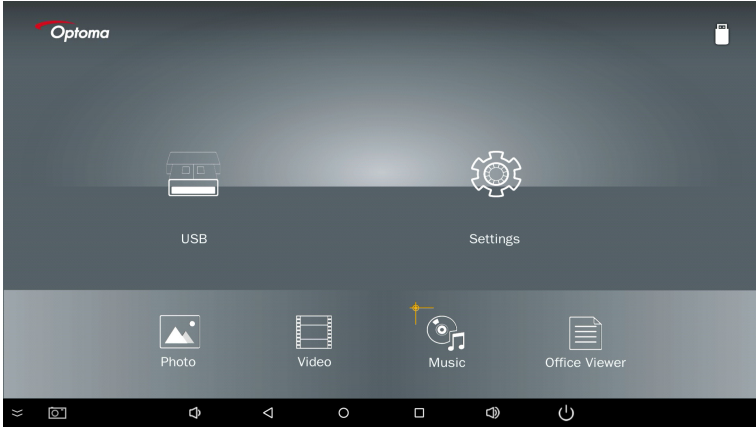 Optoma
USB
Settings
Photo
Video
Music
Office Viewer